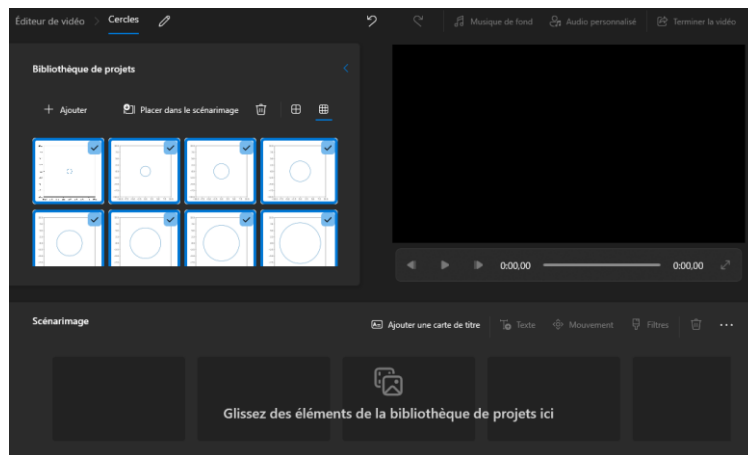 Éditeur de vidéo > Cercles
Musique de fond
Audio personnalisé
Terminer la vidéo
Bibliothèque de projets
+ Ajouter
Placer dans le scénarimage
0:00,00
0:00,00
Scénarimage
Ajouter une carte de titre
Texte
Mouvement
Filtres
Glissez des éléments de la bibliothèque de projets ici